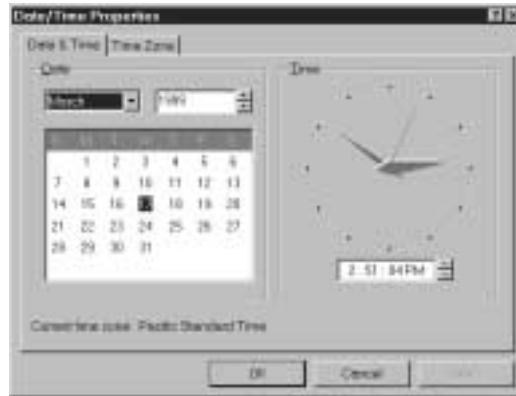 Date/Time Properties
Date & Time Time Zone
Date
March
Time
1 2 3 4 5 6
7 8 9 10 11 12 13
14 15 16 17 18 19 20
21 22 23 24 25 26 27
28 29 30 31
Current time zone: Pacific Standard Time
OK Cancel